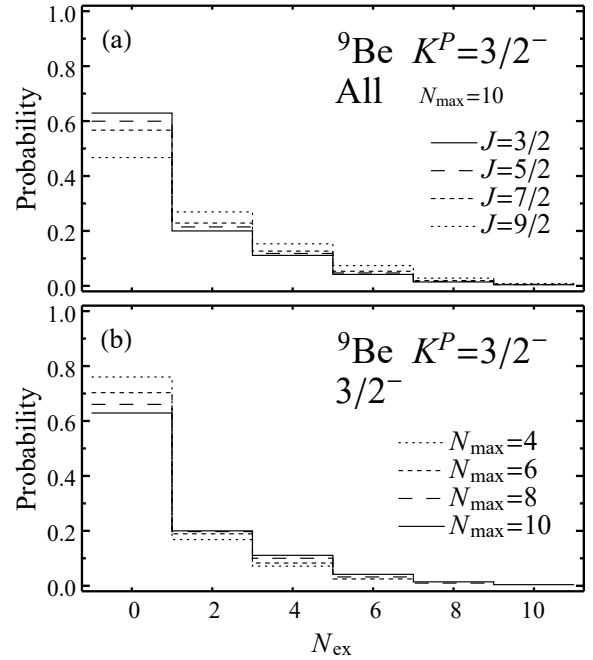 (a)
⁹Be Kᴾ=3/2⁻
All Nmax=10
J=3/2
J=5/2
J=7/2
J=9/2
Probability
1.0
0.8
0.6
0.4
0.2
0.0
(b)
⁹Be Kᴾ=3/2⁻
3/2⁻
Nmax=4
Nmax=6
Nmax=8
Nmax=10
Probability
1.0
0.8
0.6
0.4
0.2
0.0
0 2 4 6 8 10
Nex